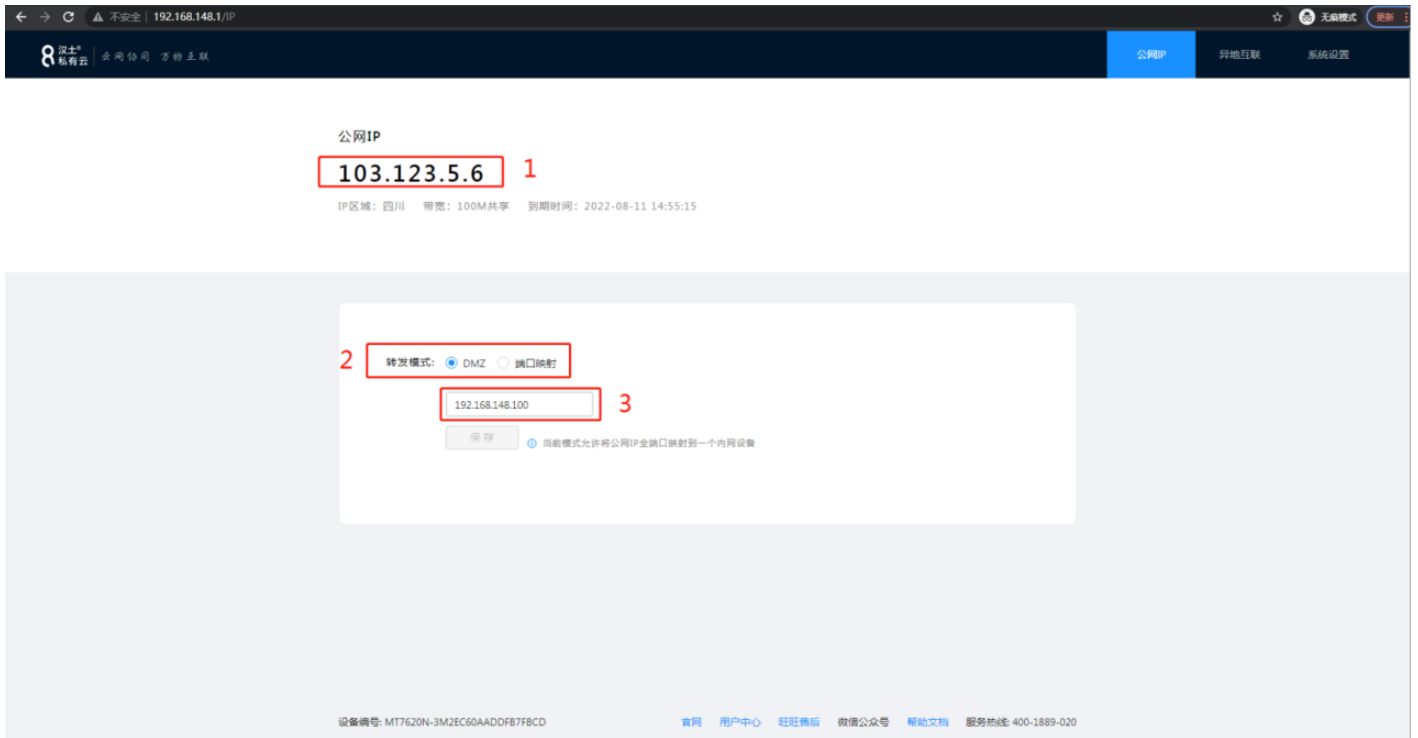 不安全 | 192.168.148.1/IP
无痕模式
更新
汉士®
私有云
云间协同 万物互联
公网IP
异地互联
系统设置
公网IP
103.123.5.6
1
IP区域：四川 带宽：100M共享 到期时间：2022-08-11 14:55:15
2
转发模式: DMZ 端口映射
192.168.148.100
3
保存
当前模式允许将公网IP全端口映射到一个内网设备
设备编号: MT7620N-3M2EC60AADDFB7FBCD
官网 用户中心 旺旺售后 微信公众号 帮助文档 服务热线: 400-1889-020